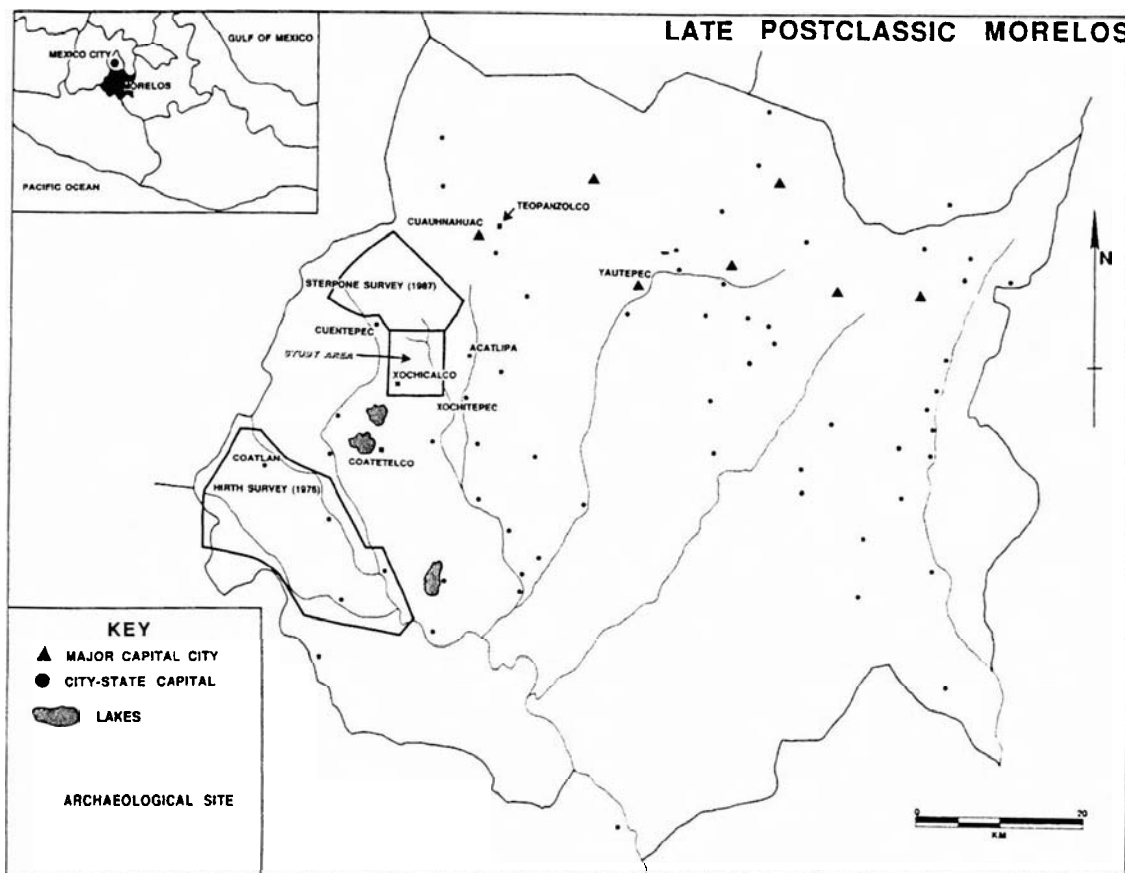 LATE POSTCLASSIC MORELOS
GULF OF MEXICO
MEXICO CITY
MORELOS
PACIFIC OCEAN
TEOPANZOLCO
CUAUHNAHUAC
YAUTEPEC
N
STERPONE SURVEY (1987)
CUENTEPEC
STUDY AREA
ACATLIPA
XOCHICALCO
XOCHITEPEC
COATETELCO
COATLAN
HIRTH SURVEY (1975)
KEY
MAJOR CAPITAL CITY
CITY-STATE CAPITAL
LAKES
ARCHAEOLOGICAL SITE
0 20
KM